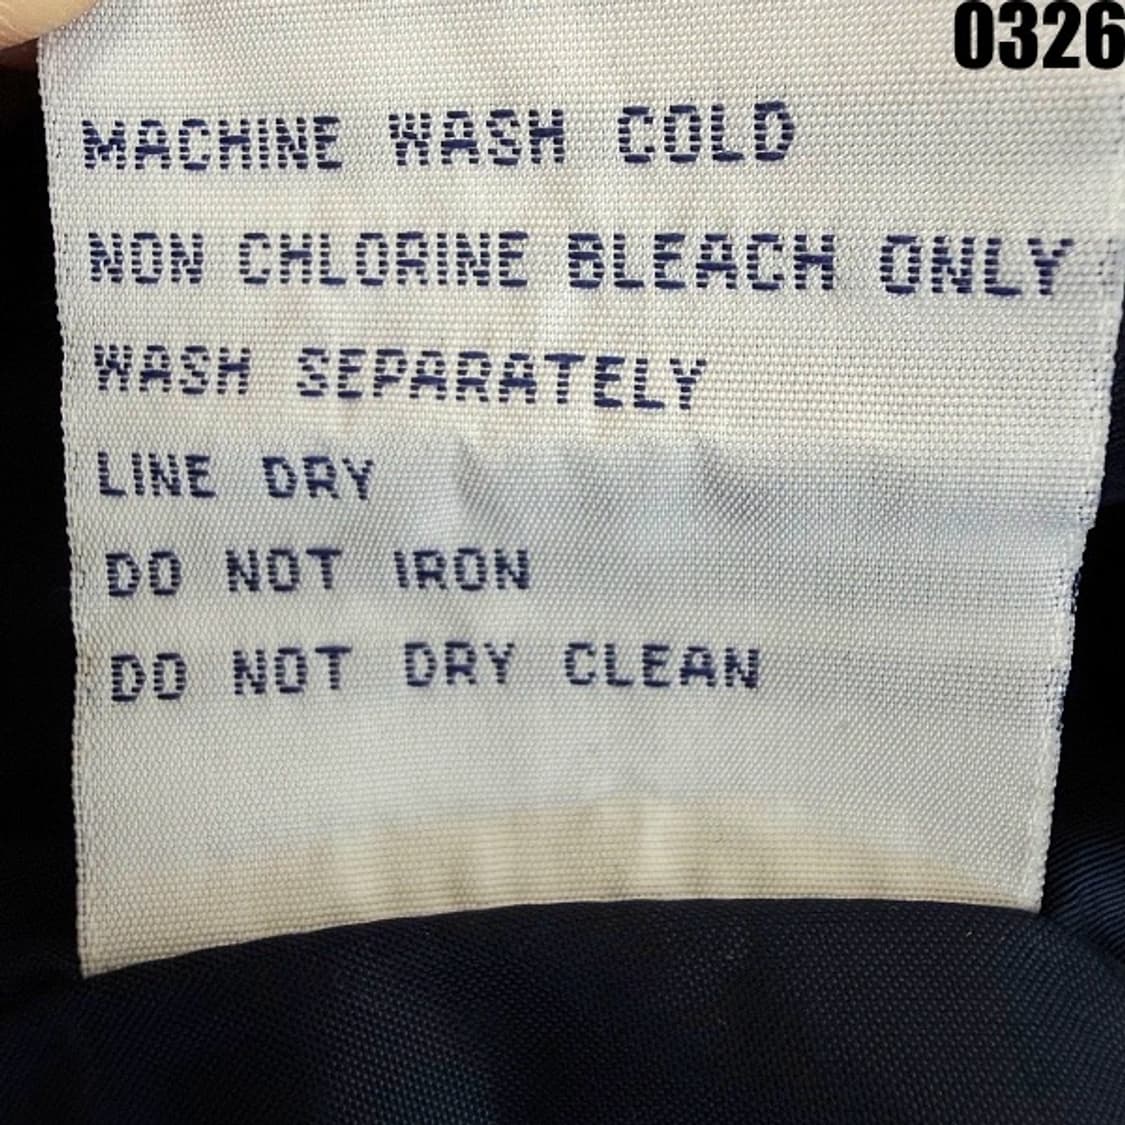 0326
MACHINE WASH COLD
NON CHLORINE BLEACH ONLY
WASH SEPARATELY
LINE DRY
DO NOT IRON
DO NOT DRY CLEAN